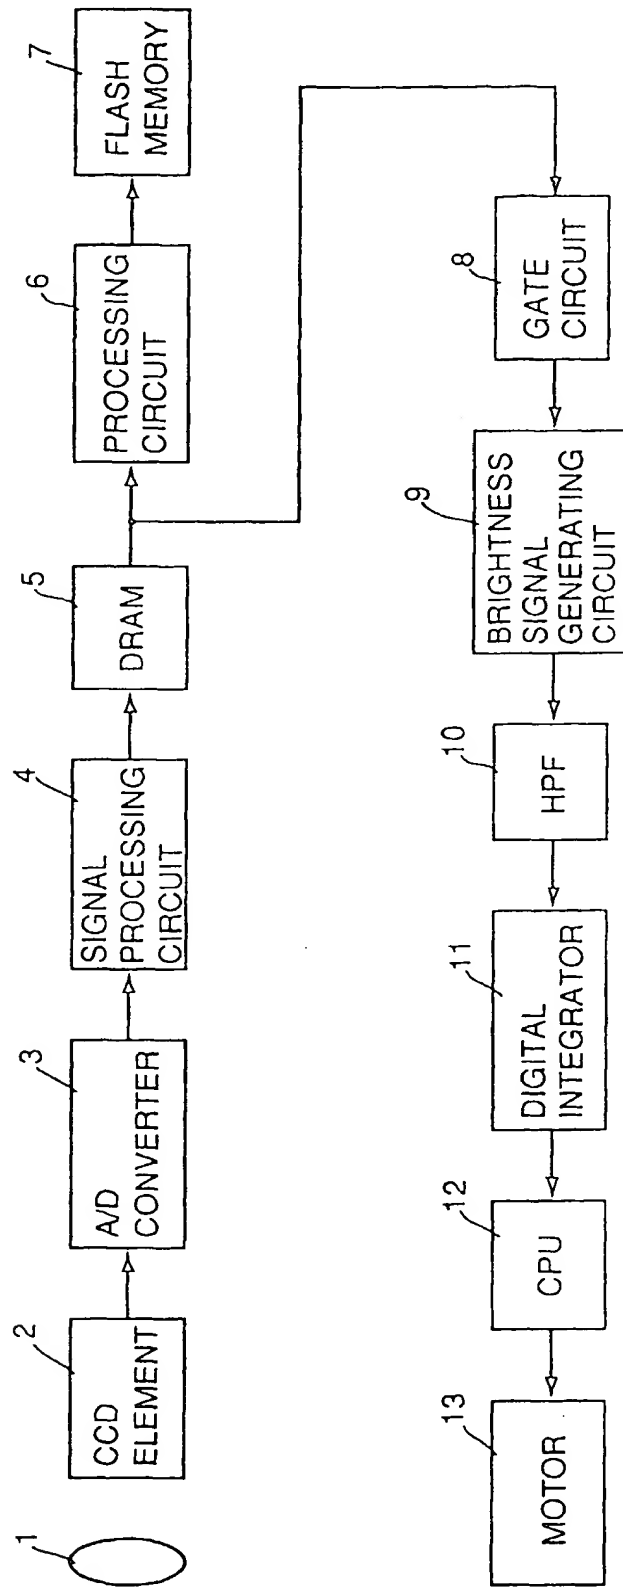 1
2
CCD
ELEMENT
3
A/D
CONVERTER
4
SIGNAL
PROCESSING
CIRCUIT
5
DRAM
6
PROCESSING
CIRCUIT
7
FLASH
MEMORY
8
GATE
CIRCUIT
9
BRIGHTNESS
SIGNAL
GENERATING
CIRCUIT
10
HPF
11
DIGITAL
INTEGRATOR
12
CPU
13
MOTOR